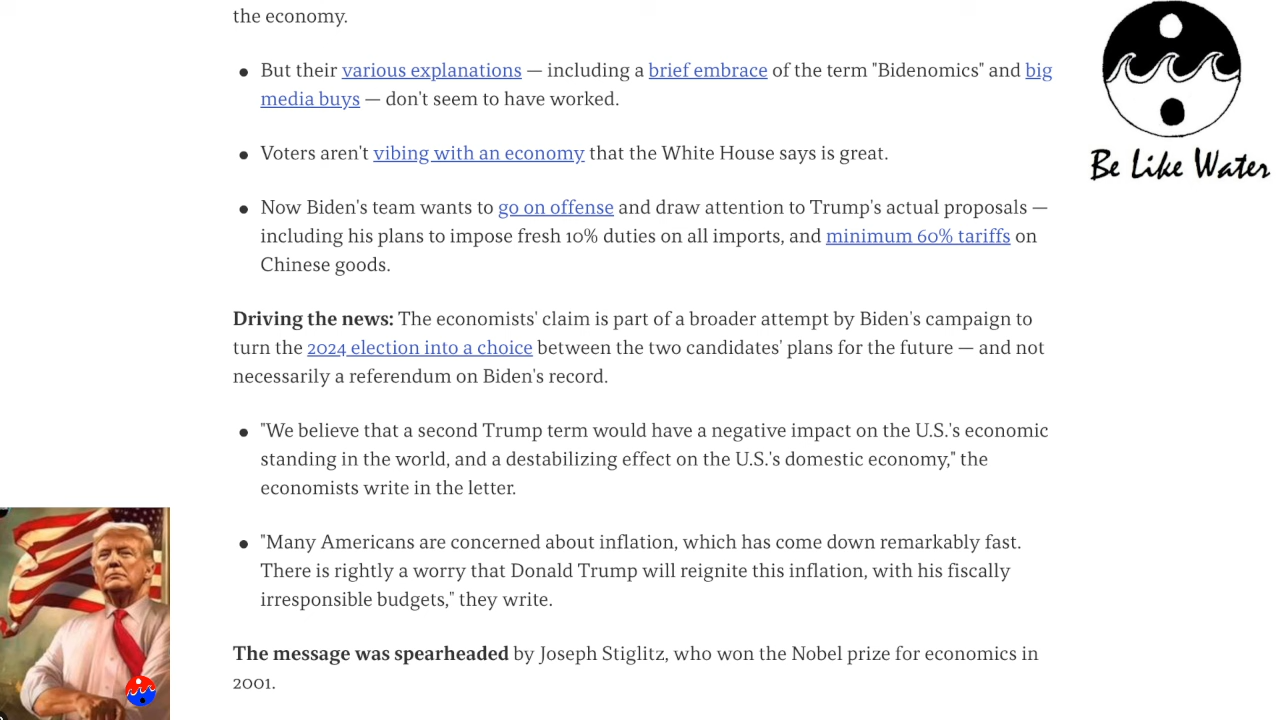 the economy.
But their various explanations — including a brief embrace of the term "Bidenomics" and big
media buys — don't seem to have worked.
Voters aren't vibing with an economy that the White House says is great.
Now Biden's team wants to go on offense and draw attention to Trump's actual proposals —
including his plans to impose fresh 10% duties on all imports, and minimum 60% tariffs on
Chinese goods.
Driving the news: The economists' claim is part of a broader attempt by Biden's campaign to
turn the 2024 election into a choice between the two candidates' plans for the future — and not
necessarily a referendum on Biden's record.
"We believe that a second Trump term would have a negative impact on the U.S.'s economic
standing in the world, and a destabilizing effect on the U.S.'s domestic economy," the
economists write in the letter.
"Many Americans are concerned about inflation, which has come down remarkably fast.
There is rightly a worry that Donald Trump will reignite this inflation, with his fiscally
irresponsible budgets," they write.
The message was spearheaded by Joseph Stiglitz, who won the Nobel prize for economics in
2001.
Be Like Water